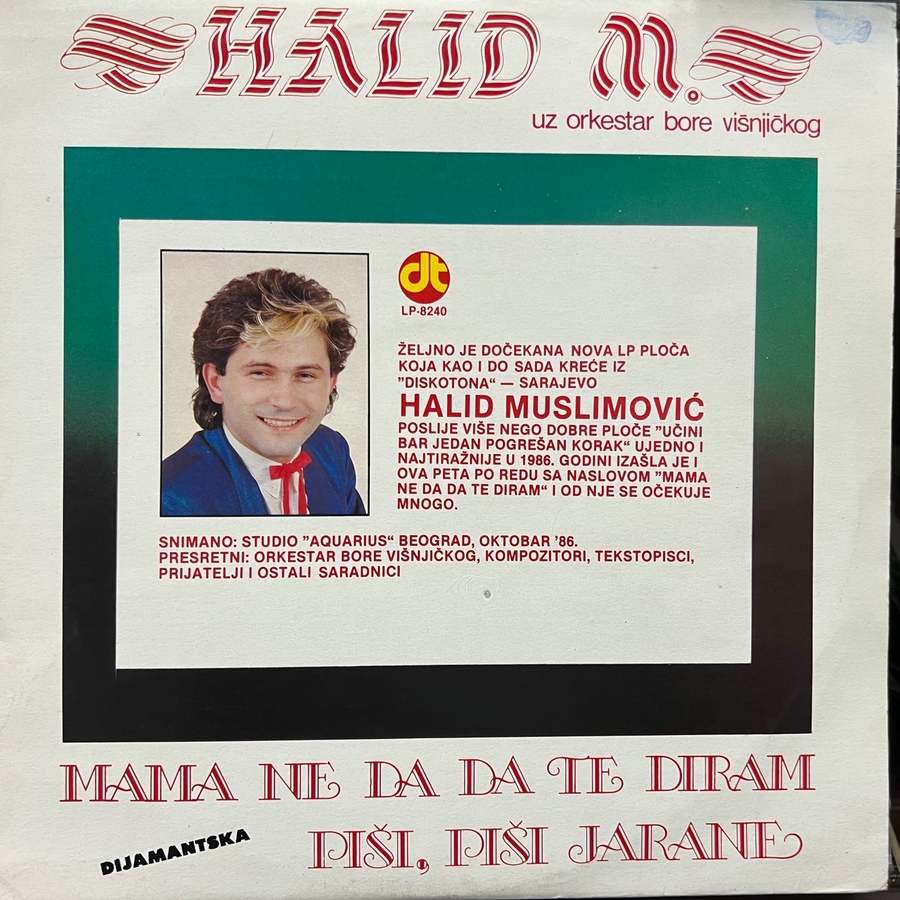 HALID M.
uz orkestar bore višnjičkog
dt
LP-8240
ŽELJNO JE DOČEKANA NOVA LP PLOČA
KOJA KAO I DO SADA KREĆE IZ
"DISKOTONA“ — SARAJEVO
HALID MUSLIMOVIĆ
POSLIJE VIŠE NEGO DOBRE PLOČE "UČINI
BAR JEDAN POGREŠAN KORAK“ UJEDNO I
NAJTIRAŽNIJE U 1986. GODINI IZAŠLA JE I
OVA PETA PO REDU SA NASLOVOM "MAMA
NE DA DA TE DIRAM“ I OD NJE SE OČEKUJE
MNOGO.
SNIMANO: STUDIO "AQUARIUS“ BEOGRAD, OKTOBAR '86.
PRESRETNI: ORKESTAR BORE VIŠNJIČKOG, KOMPOZITORI, TEKSTOPISCI,
PRIJATELJI I OSTALI SARADNICI
MAMA NE DA DA TE DIRAM
DIJAMANTSKA
PIŠI, PIŠI JARANE